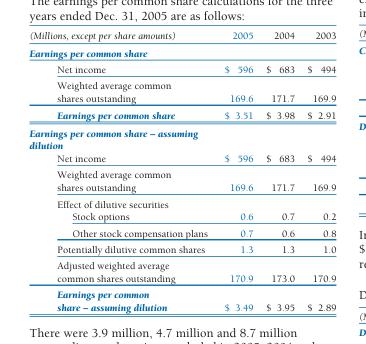 The earnings per common share calculations for the three
years ended Dec. 31, 2005 are as follows:
(Millions, except per share amounts) 2005 2004 2003
Earnings per common share
Net income $ 596 $ 683 $ 494
Weighted average common
shares outstanding 169.6 171.7 169.9
Earnings per common share $ 3.51 $ 3.98 $ 2.91
Earnings per common share – assuming
dilution
Net income $ 596 $ 683 $ 494
Weighted average common
shares outstanding 169.6 171.7 169.9
Effect of dilutive securities
Stock options 0.6 0.7 0.2
Other stock compensation plans 0.7 0.6 0.8
Potentially dilutive common shares 1.3 1.3 1.0
Adjusted weighted average
common shares outstanding 170.9 173.0 170.9
Earnings per common
share – assuming dilution $ 3.49 $ 3.95 $ 2.89
There were 3.9 million, 4.7 million and 8.7 million